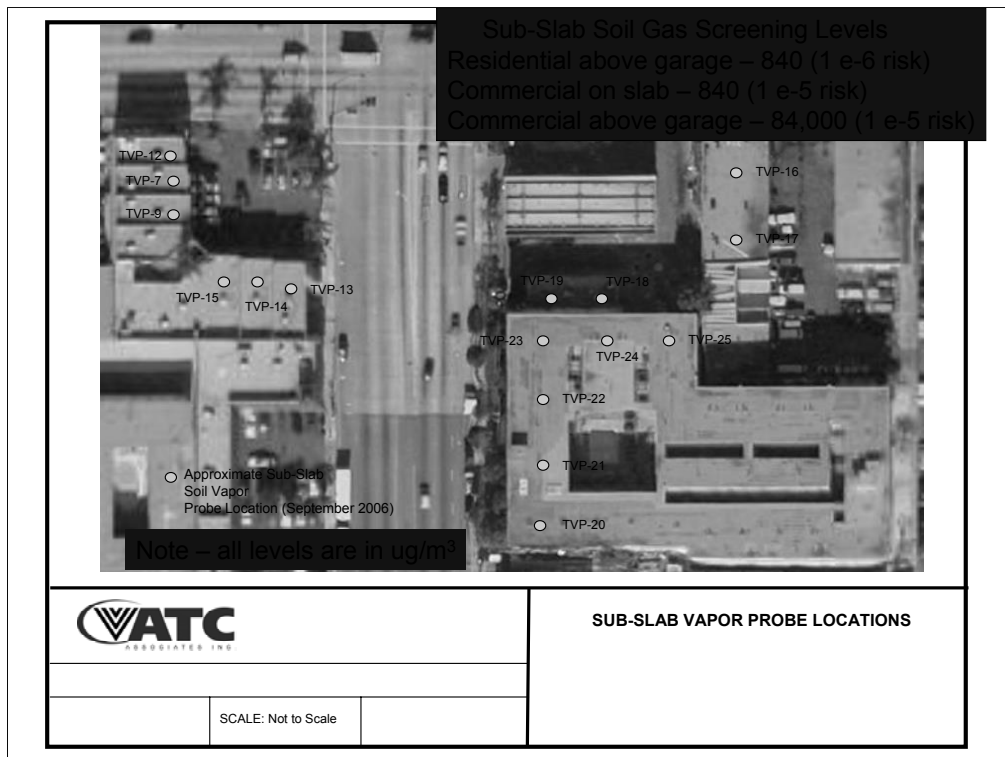 Sub-Slab Soil Gas Screening Levels
Residential above garage – 840 (1 e-6 risk)
Commercial on slab – 840 (1 e-5 risk)
Commercial above garage – 84,000 (1 e-5 risk)
TVP-12
TVP-7
TVP-9
TVP-15
TVP-14
TVP-13
TVP-16
TVP-17
TVP-19
TVP-18
TVP-23
TVP-24
TVP-25
TVP-22
TVP-21
TVP-20
Approximate Sub-Slab
Soil Vapor
Probe Location (September 2006)
Note – all levels are in ug/m³
ATC
ASSOCIATES INC.
SUB-SLAB VAPOR PROBE LOCATIONS
SCALE: Not to Scale